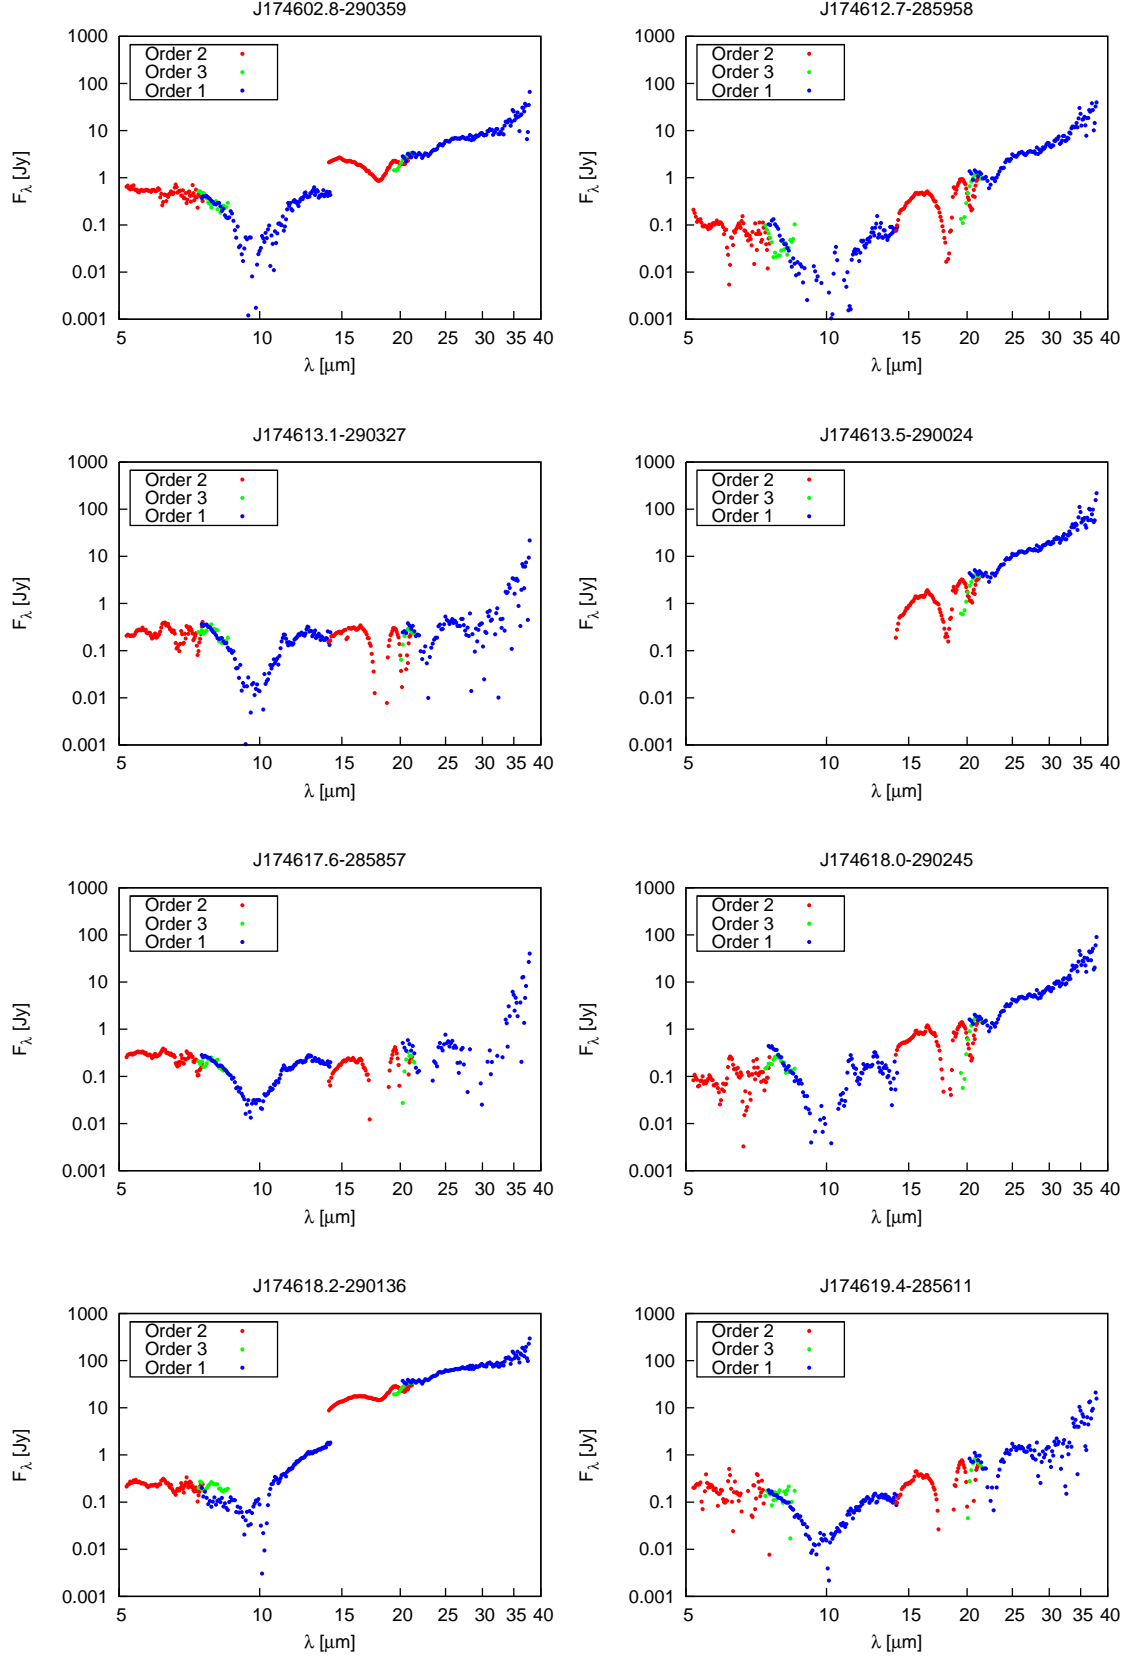 J174602.8-290359
J174612.7-285958
1000
100
10
1
0.1
0.01
0.001
Fλ [Jy]
Order 2
Order 3
Order 1
5 10 15 20 25 30 35 40
λ [μm]
1000
100
10
1
0.1
0.01
0.001
Fλ [Jy]
Order 2
Order 3
Order 1
5 10 15 20 25 30 35 40
λ [μm]
J174613.1-290327
J174613.5-290024
1000
100
10
1
0.1
0.01
0.001
Fλ [Jy]
Order 2
Order 3
Order 1
5 10 15 20 25 30 35 40
λ [μm]
1000
100
10
1
0.1
0.01
0.001
Fλ [Jy]
Order 2
Order 3
Order 1
5 10 15 20 25 30 35 40
λ [μm]
J174617.6-285857
J174618.0-290245
1000
100
10
1
0.1
0.01
0.001
Fλ [Jy]
Order 2
Order 3
Order 1
5 10 15 20 25 30 35 40
λ [μm]
1000
100
10
1
0.1
0.01
0.001
Fλ [Jy]
Order 2
Order 3
Order 1
5 10 15 20 25 30 35 40
λ [μm]
J174618.2-290136
J174619.4-285611
1000
100
10
1
0.1
0.01
0.001
Fλ [Jy]
Order 2
Order 3
Order 1
5 10 15 20 25 30 35 40
λ [μm]
1000
100
10
1
0.1
0.01
0.001
Fλ [Jy]
Order 2
Order 3
Order 1
5 10 15 20 25 30 35 40
λ [μm]